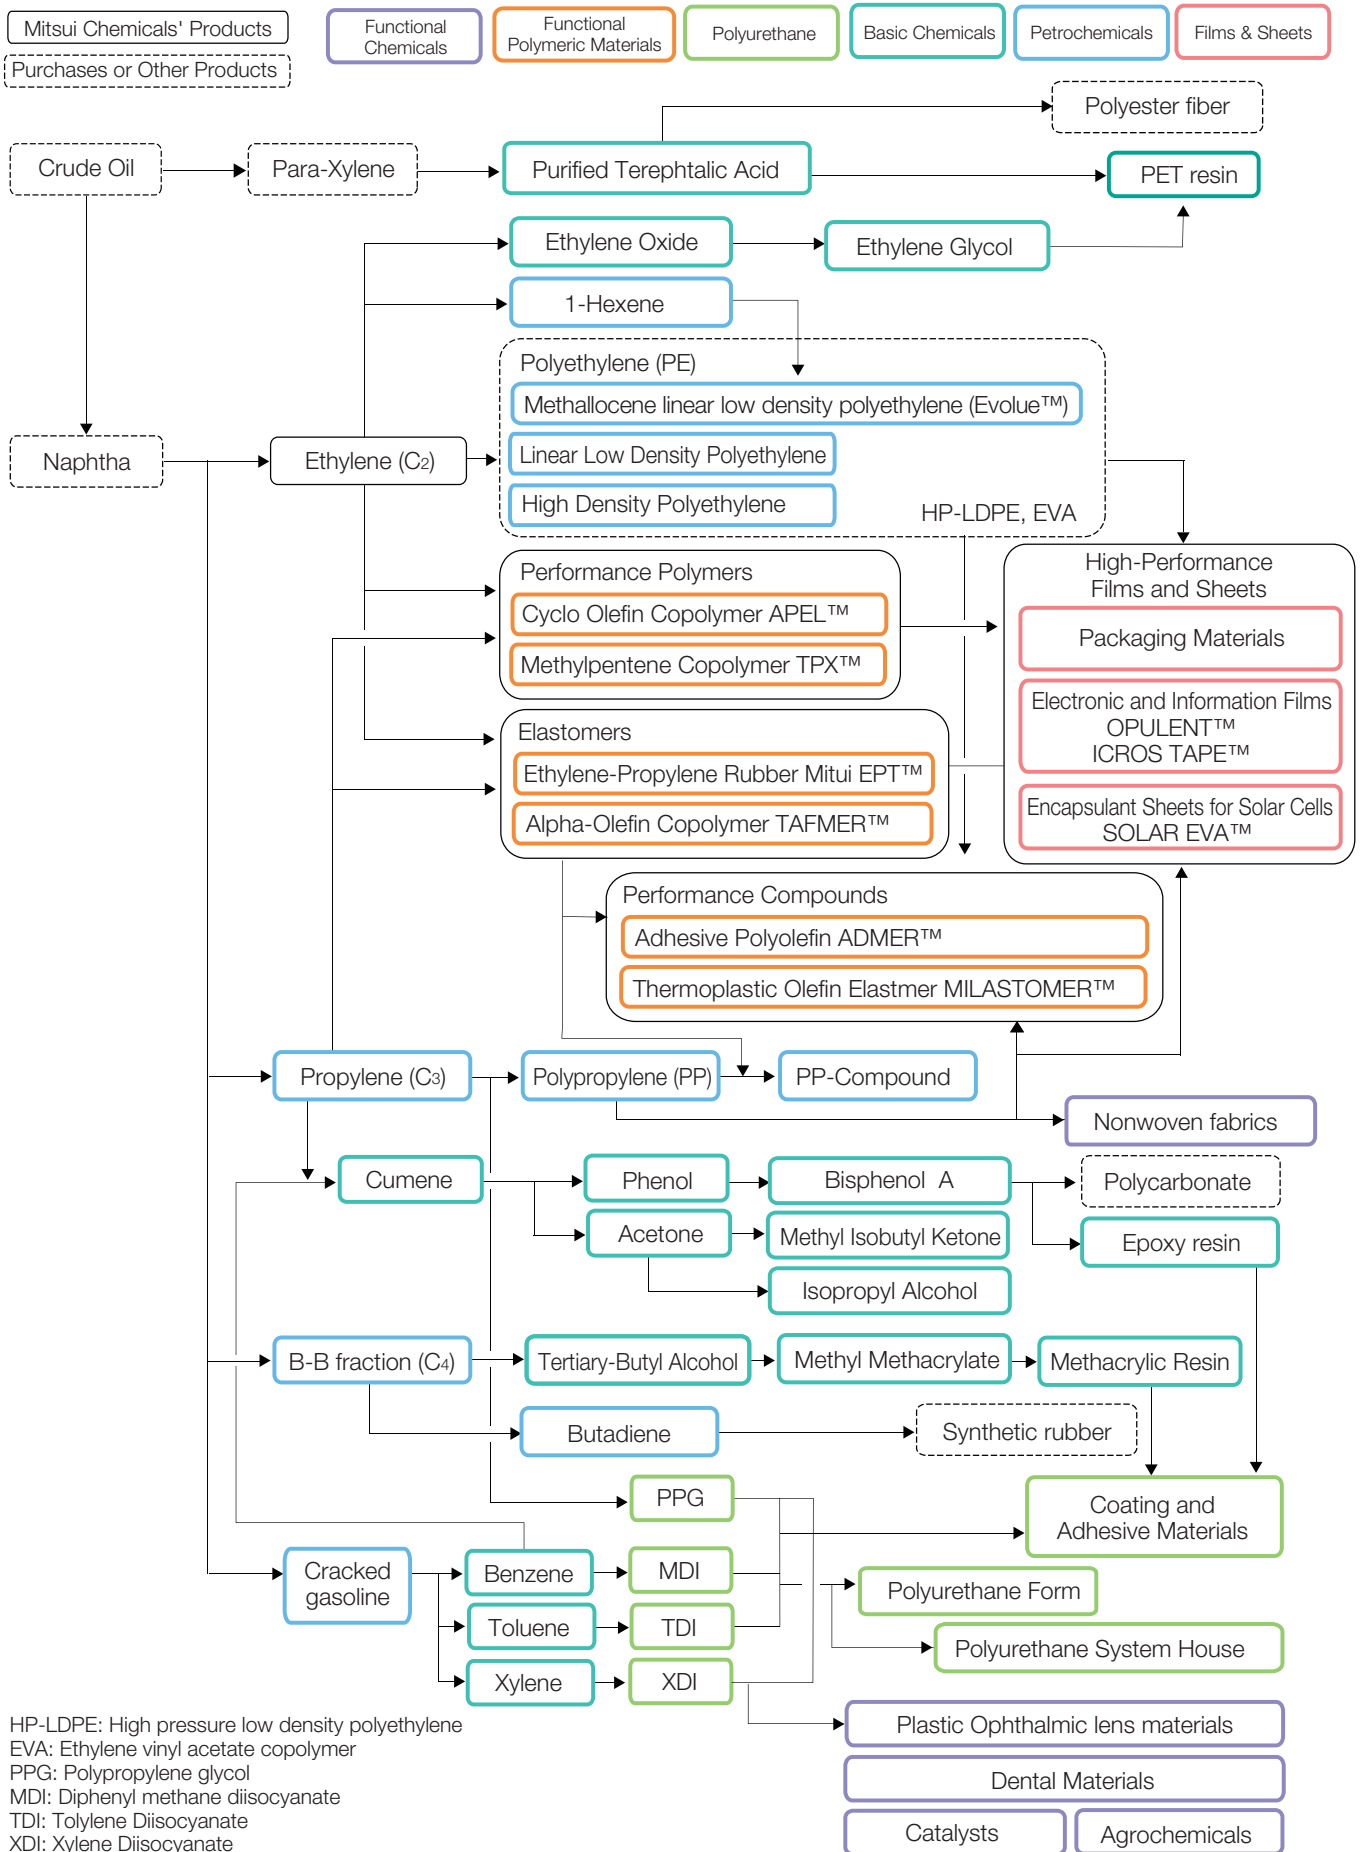 Mitsui Chemicals' Products
Purchases or Other Products
Functional
Chemicals
Functional
Polymeric Materials
Polyurethane
Basic Chemicals
Petrochemicals
Films & Sheets
Polyester fiber
Crude Oil
Para-Xylene
Purified Terephtalic Acid
PET resin
Ethylene Oxide
Ethylene Glycol
1-Hexene
Polyethylene (PE)
Methallocene linear low density polyethylene (Evolue™)
Naphtha
Ethylene (C2)
Linear Low Density Polyethylene
High Density Polyethylene
HP-LDPE, EVA
Performance Polymers
Cyclo Olefin Copolymer APEL™
Methylpentene Copolymer TPX™
High-Performance
Films and Sheets
Packaging Materials
Electronic and Information Films
OPULENT™
ICROS TAPE™
Encapsulant Sheets for Solar Cells
SOLAR EVA™
Elastomers
Ethylene-Propylene Rubber Mitui EPT™
Alpha-Olefin Copolymer TAFMER™
Performance Compounds
Adhesive Polyolefin ADMER™
Thermoplastic Olefin Elastmer MILASTOMER™
Propylene (C3)
Polypropylene (PP)
PP-Compound
Nonwoven fabrics
Cumene
Phenol
Bisphenol A
Polycarbonate
Acetone
Methyl Isobutyl Ketone
Epoxy resin
Isopropyl Alcohol
B-B fraction (C4)
Tertiary-Butyl Alcohol
Methyl Methacrylate
Methacrylic Resin
Butadiene
Synthetic rubber
PPG
Coating and
Adhesive Materials
Cracked
gasoline
Benzene
MDI
Polyurethane Form
Toluene
TDI
Polyurethane System House
Xylene
XDI
Plastic Ophthalmic lens materials
Dental Materials
Catalysts
Agrochemicals
HP-LDPE: High pressure low density polyethylene
EVA: Ethylene vinyl acetate copolymer
PPG: Polypropylene glycol
MDI: Diphenyl methane diisocyanate
TDI: Tolylene Diisocyanate
XDI: Xylene Diisocyanate